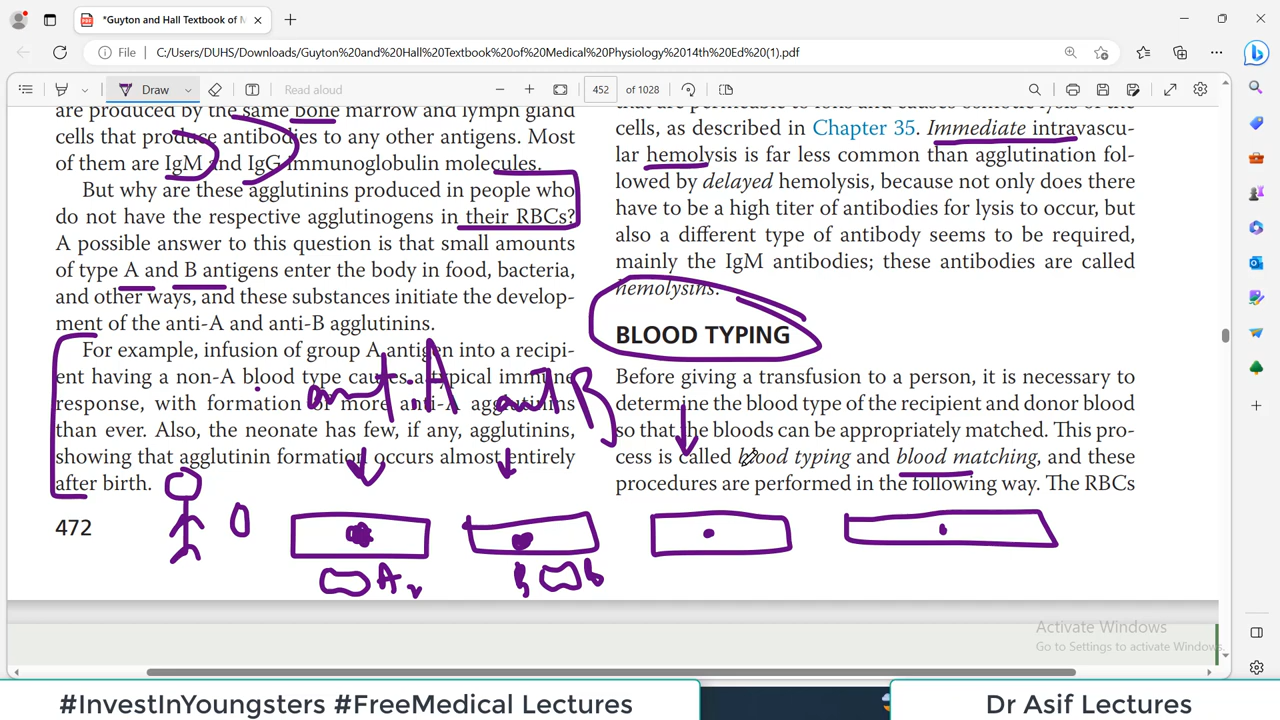 *Guyton and Hall Textbook of M
File
C:/Users/DUHS/Downloads/Guyton%20and%20Hall%20Textbook%20of%20Medical%20Physiology%2014th%20Ed%20(1).pdf
Draw
Read aloud
452 of 1028
are produced by the same bone marrow and lymph gland
cells that produce antibodies to any other antigens. Most
of them are IgM and IgG immunoglobulin molecules.
But why are these agglutinins produced in people who
do not have the respective agglutinogens in their RBCs?
A possible answer to this question is that small amounts
of type A and B antigens enter the body in food, bacteria,
and other ways, and these substances initiate the develop-
ment of the anti-A and anti-B agglutinins.
For example, infusion of group A antigen into a recipi-
ent having a non-A blood type causes a typical immune
response, with formation of more anti-A agglutinins
than ever. Also, the neonate has few, if any, agglutinins,
showing that agglutinin formation occurs almost entirely
after birth.
472
that are permeable to ions and causes osmotic lysis of the
cells, as described in Chapter 35. Immediate intravascu-
lar hemolysis is far less common than agglutination fol-
lowed by delayed hemolysis, because not only does there
have to be a high titer of antibodies for lysis to occur, but
also a different type of antibody seems to be required,
mainly the IgM antibodies; these antibodies are called
hemolysins.
BLOOD TYPING
Before giving a transfusion to a person, it is necessary to
determine the blood type of the recipient and donor blood
so that the bloods can be appropriately matched. This pro-
cess is called blood typing and blood matching, and these
procedures are performed in the following way. The RBCs
anti.A
A
B
Activate Windows
Go to Settings to activate Windows.
#InvestInYoungsters #FreeMedical Lectures
Dr Asif Lectures